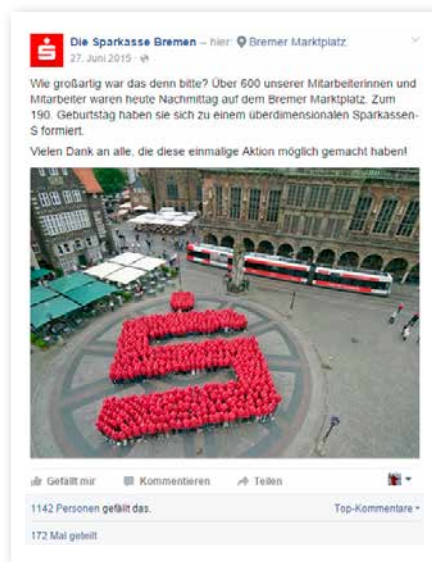 Die Sparkasse Bremen – hier: Bremer Marktplatz
27. Juni 2015 ·
Wie großartig war das denn bitte? Über 600 unserer Mitarbeiterinnen und
Mitarbeiter waren heute Nachmittag auf dem Bremer Marktplatz. Zum
190. Geburtstag haben sie sich zu einem überdimensionalen Sparkassen-
S formiert.
Vielen Dank an alle, die diese einmalige Aktion möglich gemacht haben!
Gefällt mir Kommentieren Teilen
1142 Personen gefällt das. Top-Kommentare
172 Mal geteilt